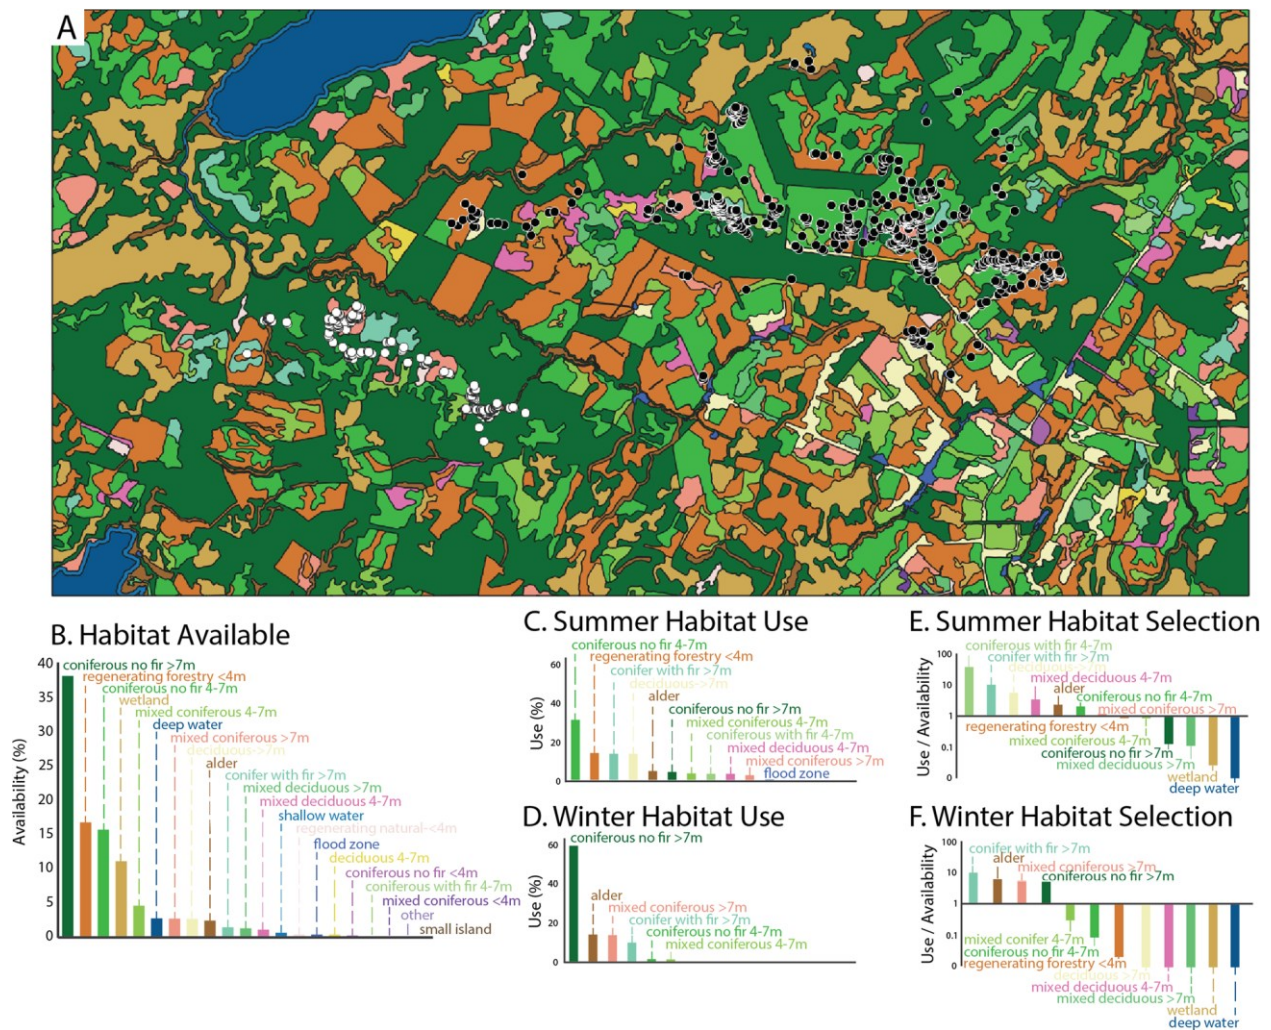 A
B. Habitat Available
Availability (%)
40
35
30
25
20
15
10
5
0
coniferous no fir >7m
regenerating forestry <4m
coniferous no fir 4-7m
wetland
mixed coniferous 4-7m
deep water
mixed coniferous >7m
deciduous->7m
alder
conifer with fir >7m
mixed deciduous >7m
mixed deciduous 4-7m
shallow water
regenerating natural-<4m
flood zone
deciduous 4-7m
coniferous no fir <4m
coniferous with fir 4-7m
mixed coniferous <4m
other
small island
C. Summer Habitat Use
Use (%)
60
40
20
0
coniferous no fir 4-7m
regenerating forestry <4m
conifer with fir >7m
deciduous->7m
alder
coniferous no fir >7m
mixed coniferous 4-7m
coniferous with fir 4-7m
mixed deciduous 4-7m
mixed coniferous >7m
flood zone
D. Winter Habitat Use
Use (%)
60
40
20
0
coniferous no fir >7m
alder
mixed coniferous >7m
conifer with fir >7m
coniferous no fir 4-7m
mixed coniferous 4-7m
E. Summer Habitat Selection
Use / Availability
100
10
1
0.1
0
coniferous with fir 4-7m
conifer with fir >7m
deciduous->7m
mixed deciduous 4-7m
alder
coniferous no fir 4-7m
mixed coniferous >7m
regenerating forestry <4m
mixed coniferous 4-7m
coniferous no fir >7m
mixed deciduous >7m
wetland
deep water
F. Winter Habitat Selection
Use / Availability
100
10
1
0.1
0
conifer with fir >7m
alder
mixed coniferous >7m
coniferous no fir >7m
mixed conifer 4-7m
coniferous no fir 4-7m
regenerating forestry <4m
deciduous >7m
mixed deciduous 4-7m
mixed deciduous >7m
wetland
deep water